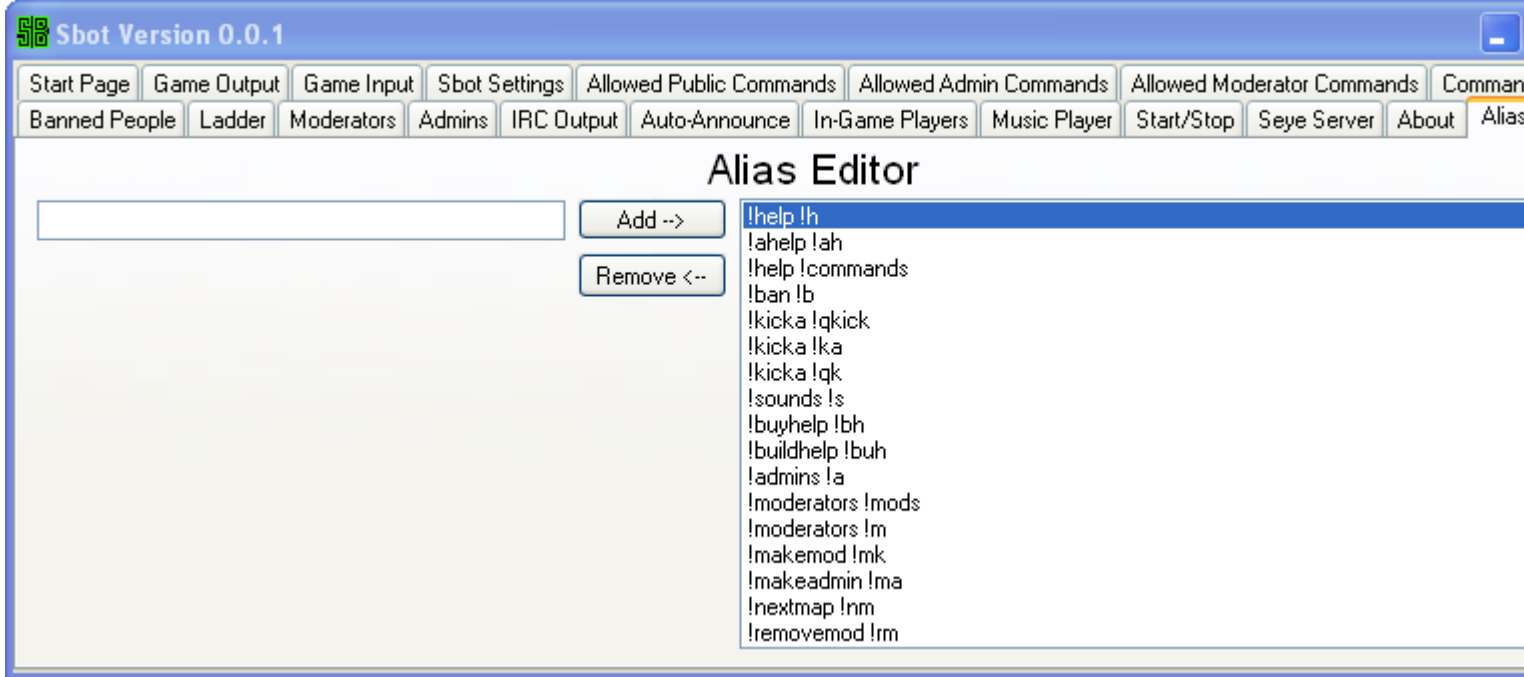 Sbot Version 0.0.1
Start Page Game Output Game Input Sbot Settings Allowed Public Commands Allowed Admin Commands Allowed Moderator Commands Comman
Banned People Ladder Moderators Admins IRC Output Auto-Announce In-Game Players Music Player Start/Stop Seye Server About Alias
Alias Editor
Add -->
Remove <--
!help !h
!ahelp !ah
!help !commands
!ban !b
!kicka !qkick
!kicka !ka
!kicka !qk
!sounds !s
!buyhelp !bh
!buildhelp !buh
!admins !a
!moderators !mods
!moderators !m
!makemod !mk
!makeadmin !ma
!nextmap !nm
!removemod !rm